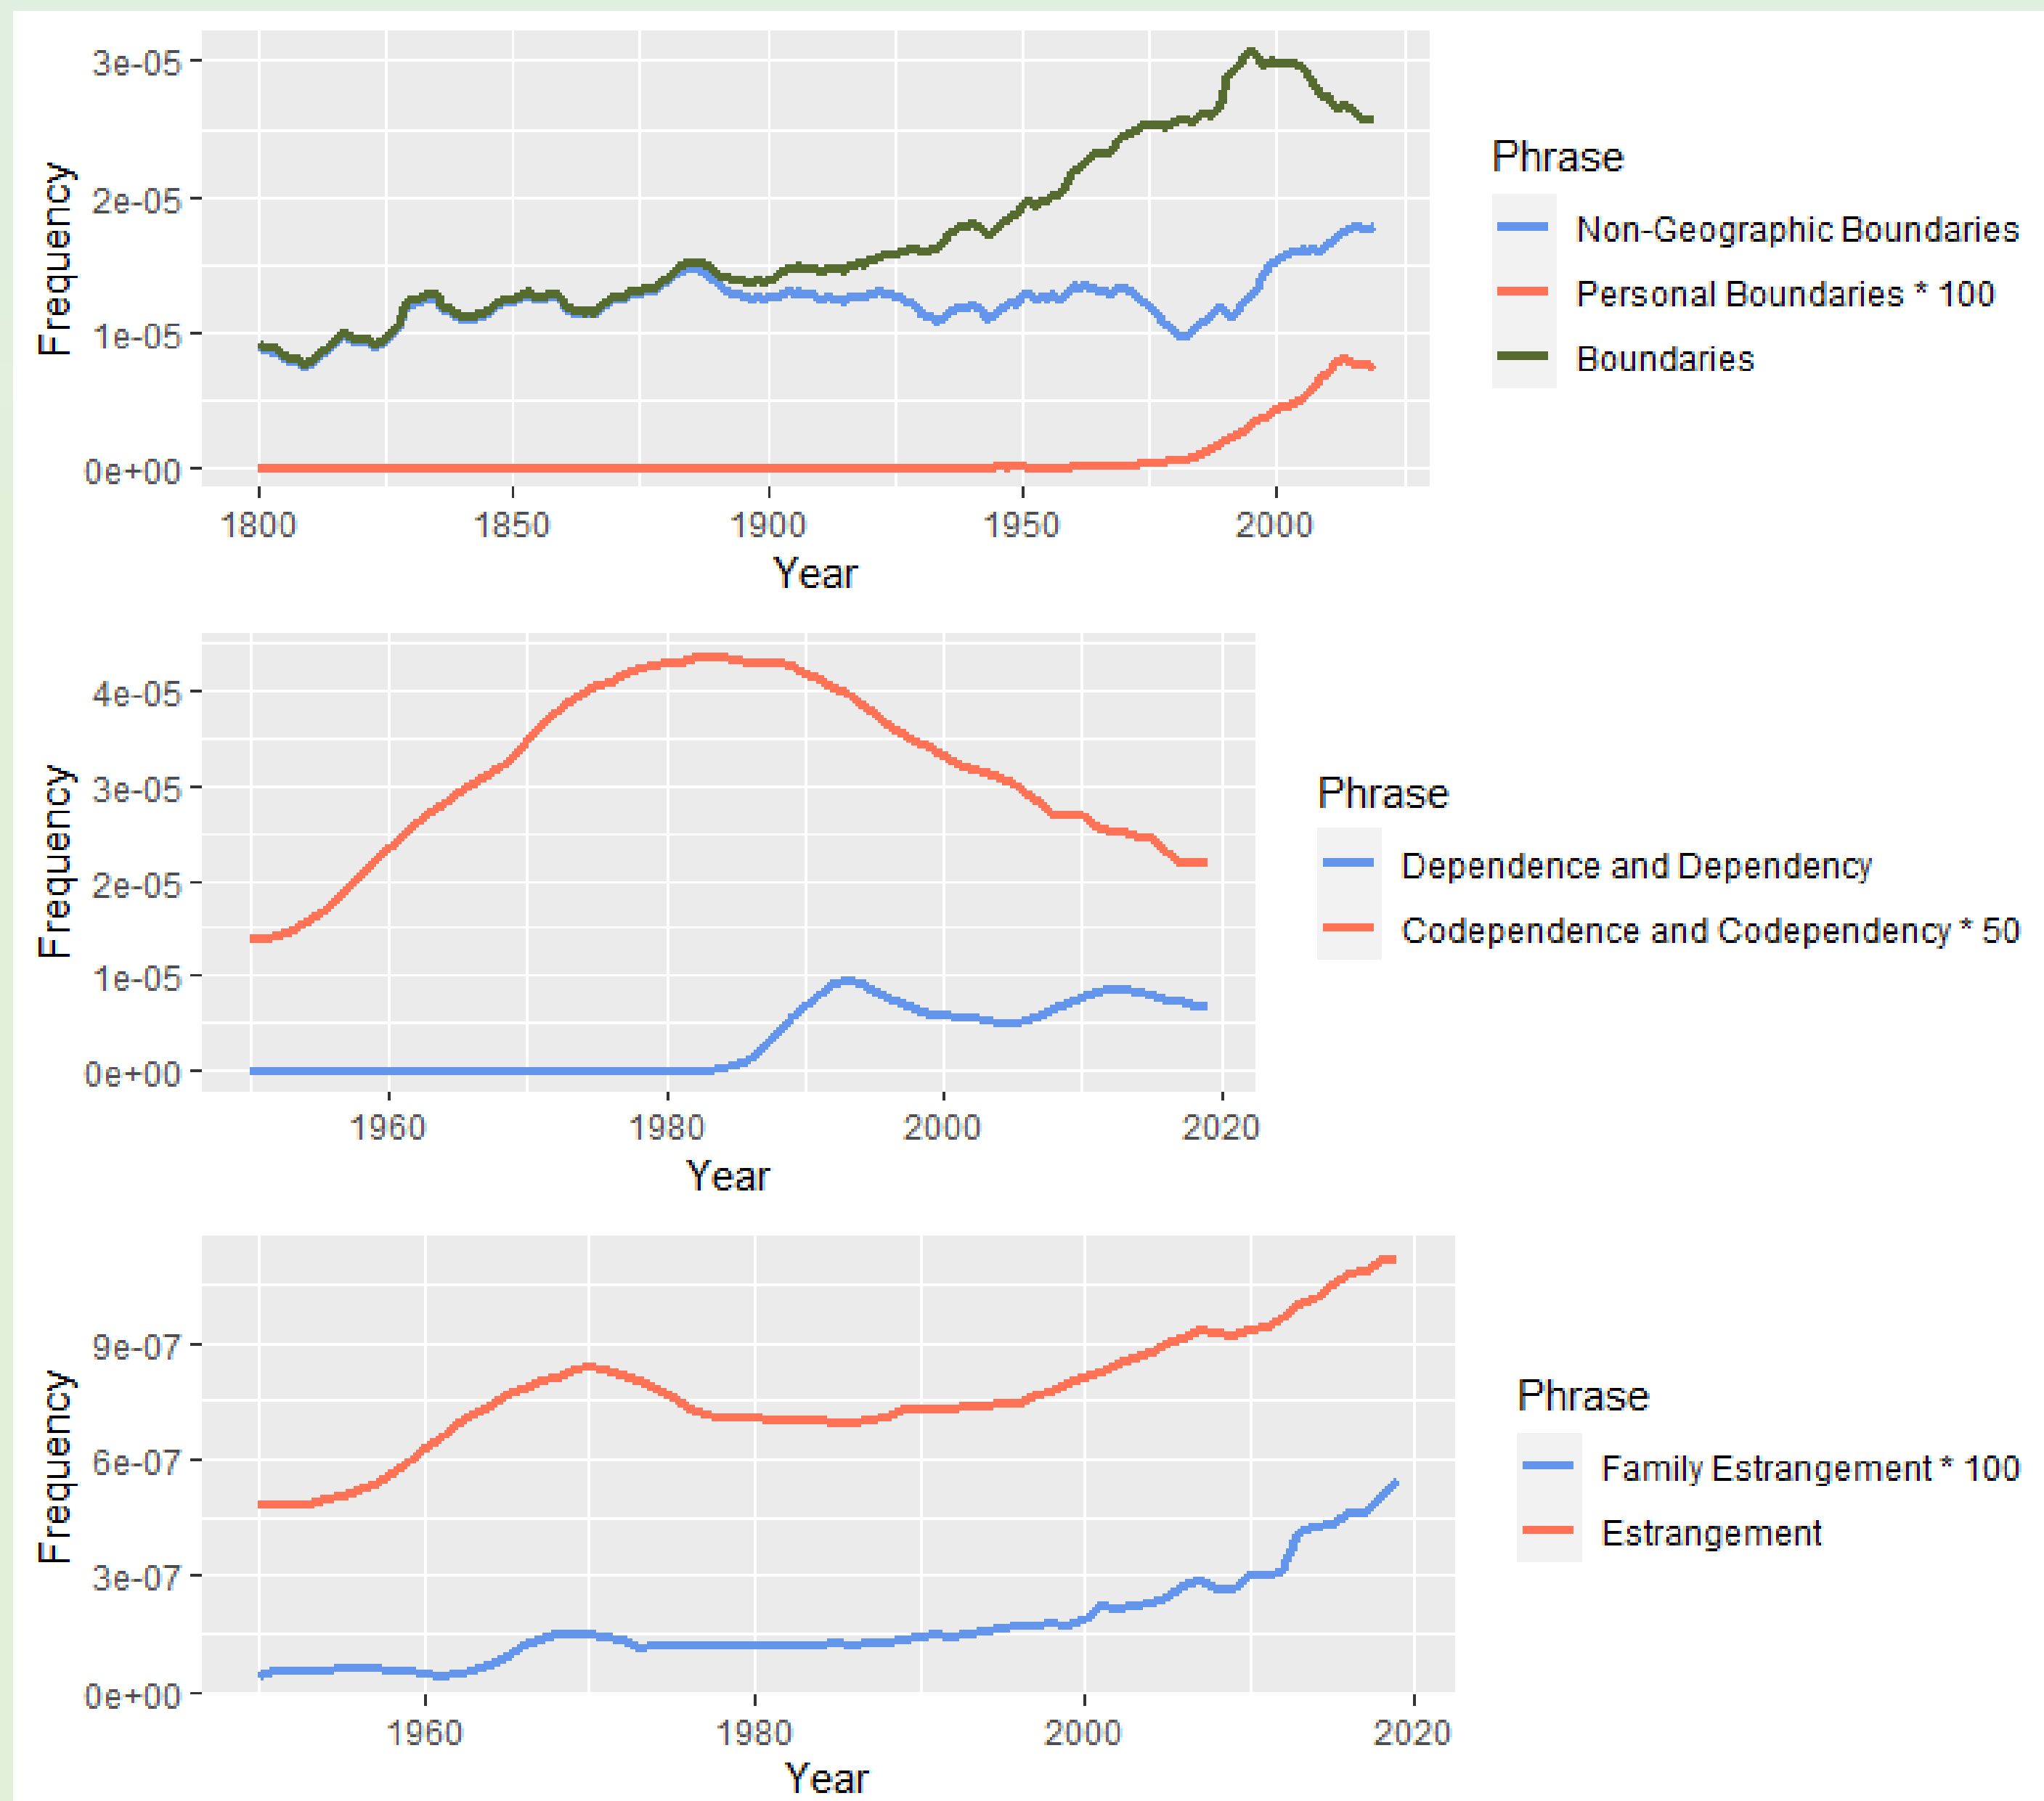 3e-05
2e-05
1e-05
0e+00
Frequency
1800 1850 1900 1950 2000
Year
Phrase
Non-Geographic Boundaries
Personal Boundaries * 100
Boundaries
4e-05
3e-05
2e-05
1e-05
0e+00
Frequency
1960 1980 2000 2020
Year
Phrase
Dependence and Dependency
Codependence and Codependency * 50
9e-07
6e-07
3e-07
0e+00
Frequency
1960 1980 2000 2020
Year
Phrase
Family Estrangement * 100
Estrangement